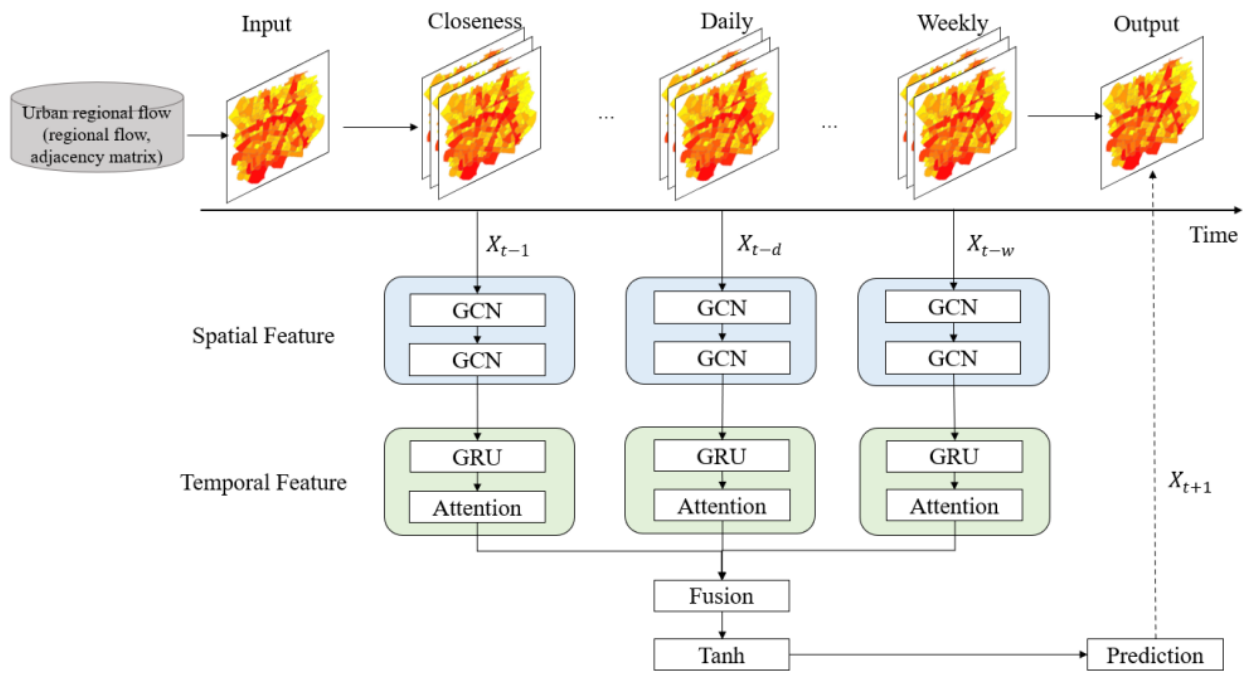 Input
Closeness
Daily
Weekly
Output
Urban regional flow
(regional flow,
adjacency matrix)
...
...
Time
X_{t−1}
X_{t−d}
X_{t−w}
Spatial Feature
GCN
GCN
GCN
GCN
GCN
GCN
Temporal Feature
GRU
GRU
GRU
Attention
Attention
Attention
X_{t+1}
Fusion
Tanh
Prediction